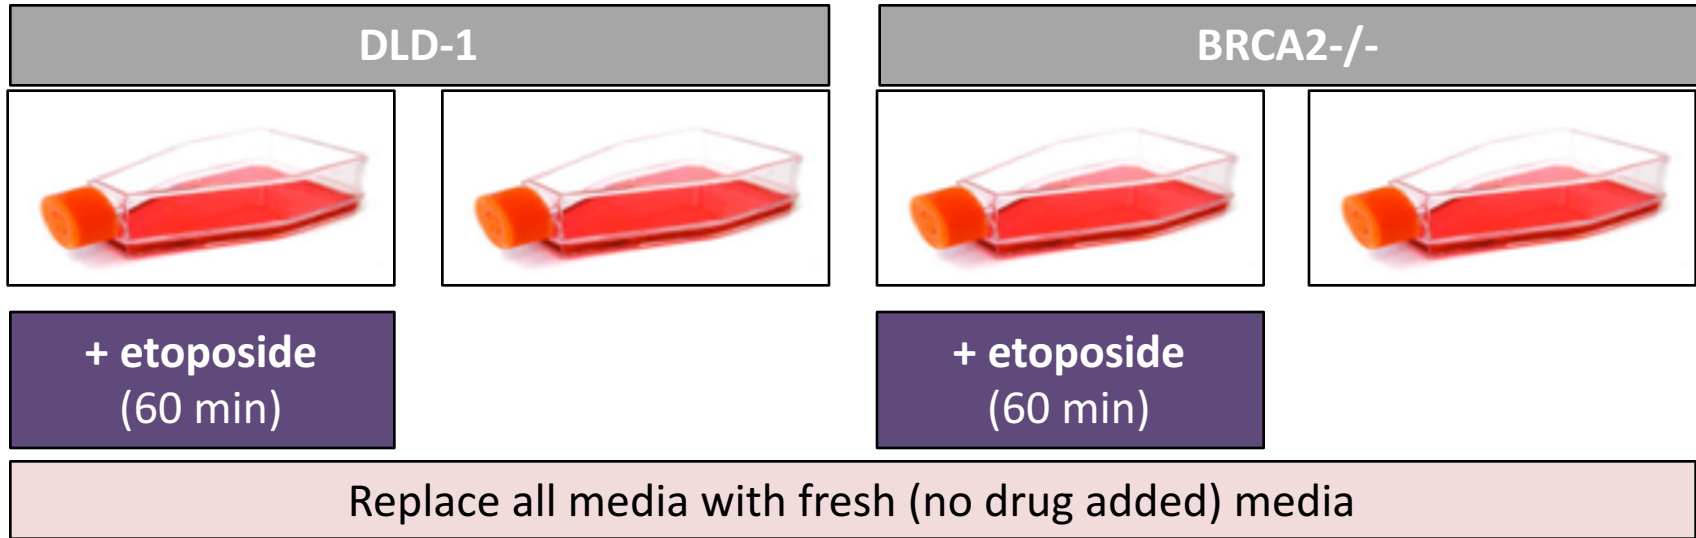 DLD-1
BRCA2-/-
+ etoposide
(60 min)
+ etoposide
(60 min)
Replace all media with fresh (no drug added) media